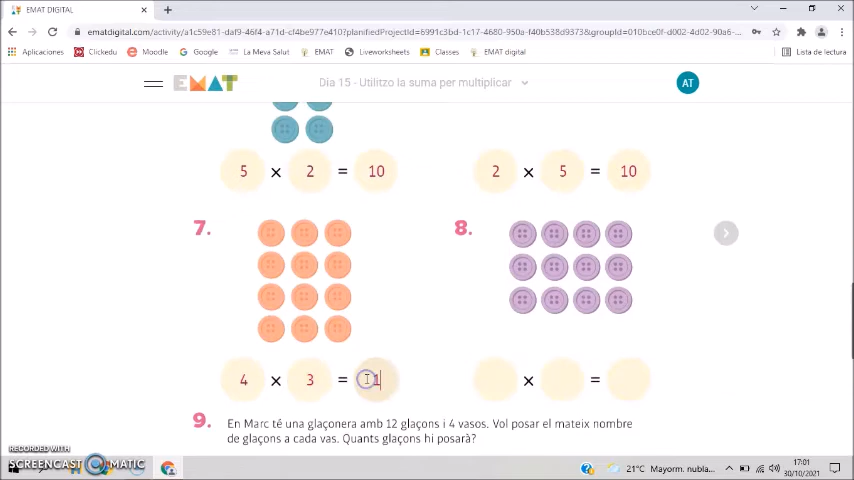 EMAT DIGITAL
ematdigital.com/activity/a1c59e81-daf9-46f4-a71d-cf4be977e410?planifiedProjectId=6991c3bd-1c17-4680-950a-f40b538d9373&groupId=010bce0f-d002-4d02-90a6-...
Aplicaciones Clickedu Moodle Google La Meva Salut EMAT Liveworksheets Classes EMAT digital Lista de lectura
EMAT Dia 15 - Utilitzo la suma per multiplicar AT
5 × 2 = 10 2 × 5 = 10
7. 8.
4 × 3 = 1 × =
9. En Marc té una glaçonera amb 12 glaçons i 4 vasos. Vol posar el mateix nombre
de glaçons a cada vas. Quants glaçons hi posarà?
RECORDED WITH
SCREENCAST MATIC
21°C Mayorm. nubla...
17:01
30/10/2021